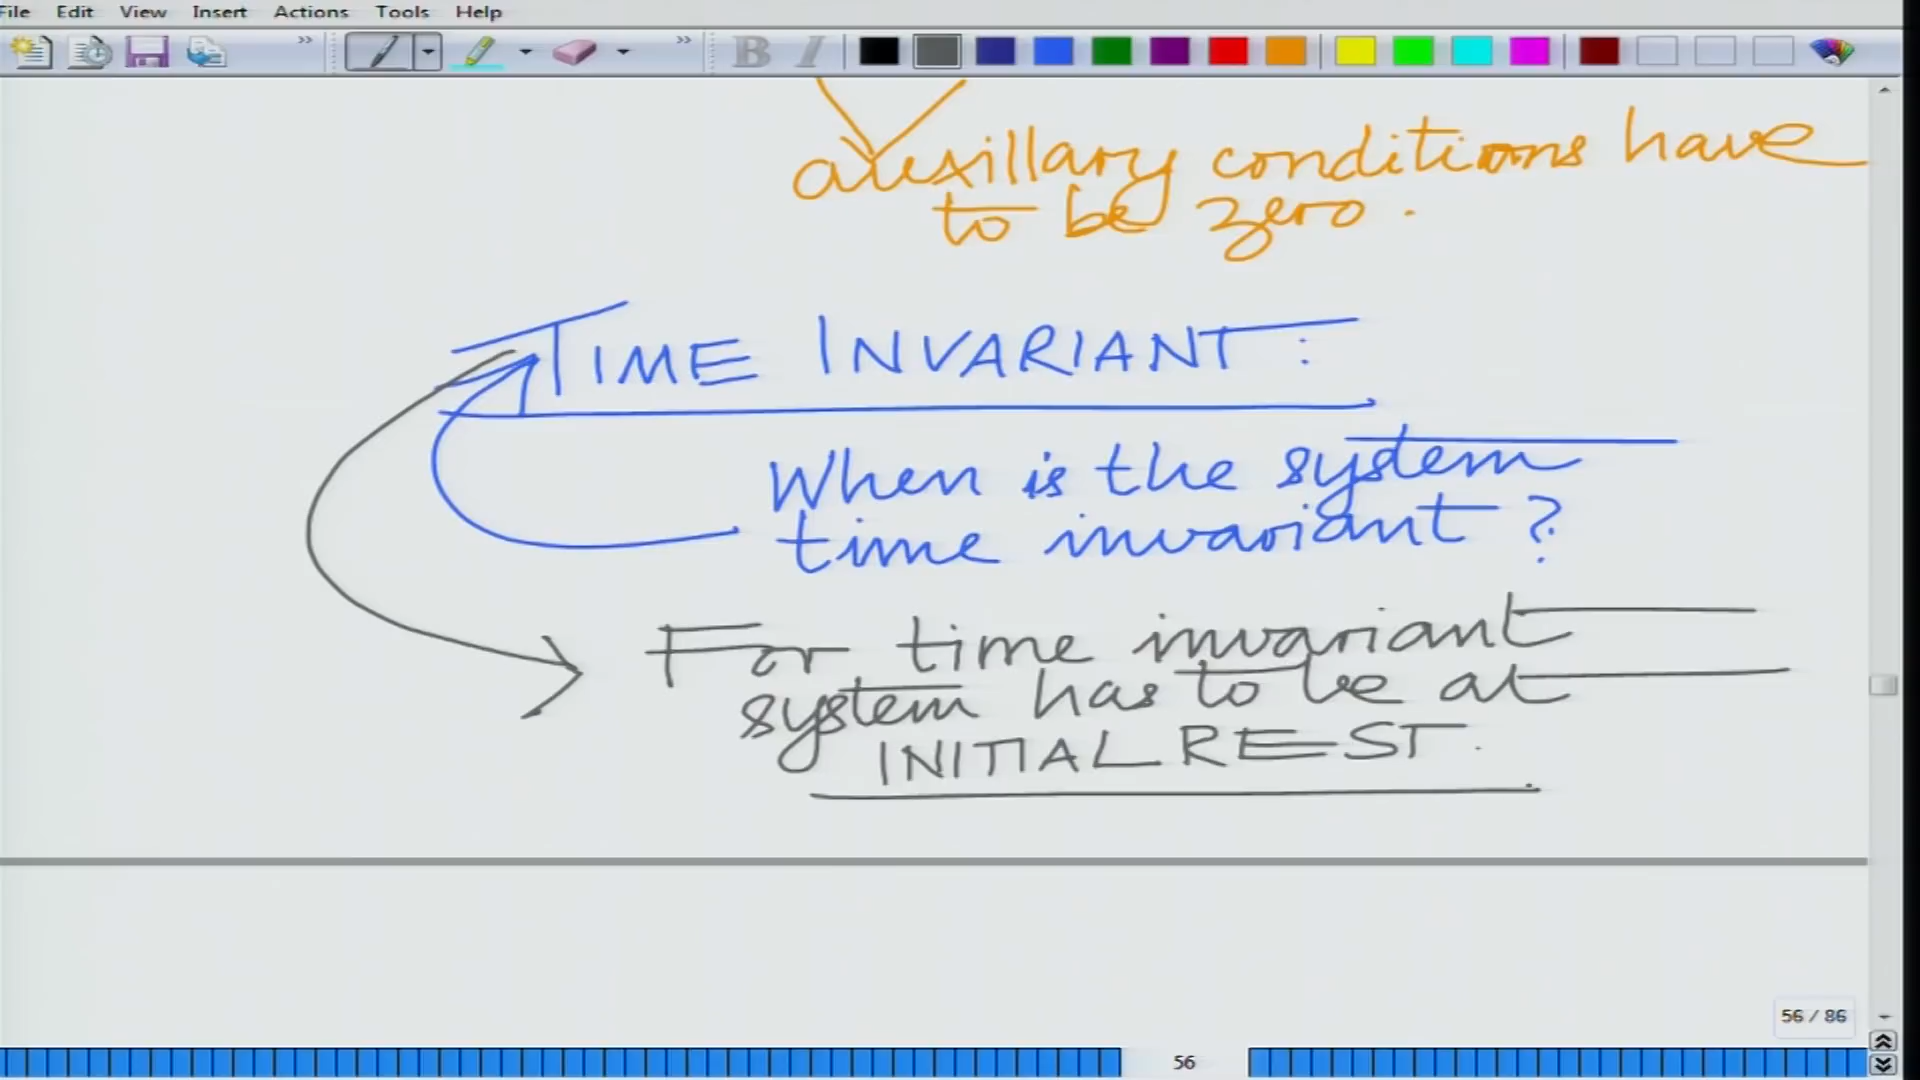 File Edit View Insert Actions Tools Help
B I
auxillary conditions have
to be zero.
TIME INVARIANT:
When is the system
time invariant?
For time invariant
system has to be at
INITIAL REST.
56 / 86
56